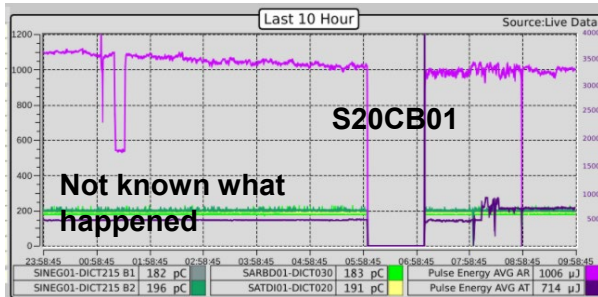 Last 10 Hour
Source:Live Data
1200
1000
800
600
400
200
0
4000
3500
3000
2500
2000
1500
1000
500
S20CB01
Not known what
happened
23:58:45 00:58:45 01:58:45 02:58:45 03:58:45 04:58:45 05:58:45 06:58:45 07:58:45 08:58:45 09:58:45
SINEG01-DICT215 B1 182 pC SARBD01-DICT030 183 pC Pulse Energy AVG AR 1006 µJ
SINEG01-DICT215 B2 196 pC SATDI01-DICT020 191 pC Pulse Energy AVG AT 714 µJ